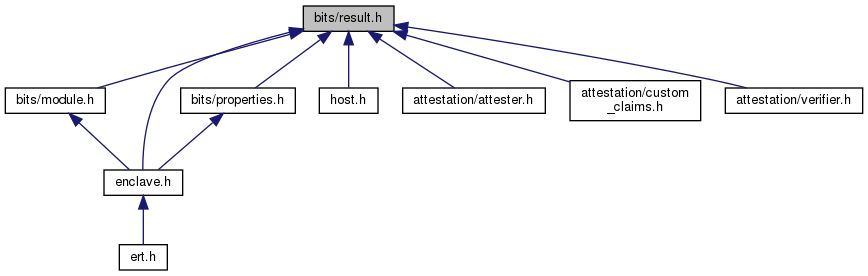 bits/result.h
bits/module.h
bits/properties.h
host.h
attestation/attester.h
attestation/custom
_claims.h
attestation/verifier.h
enclave.h
ert.h